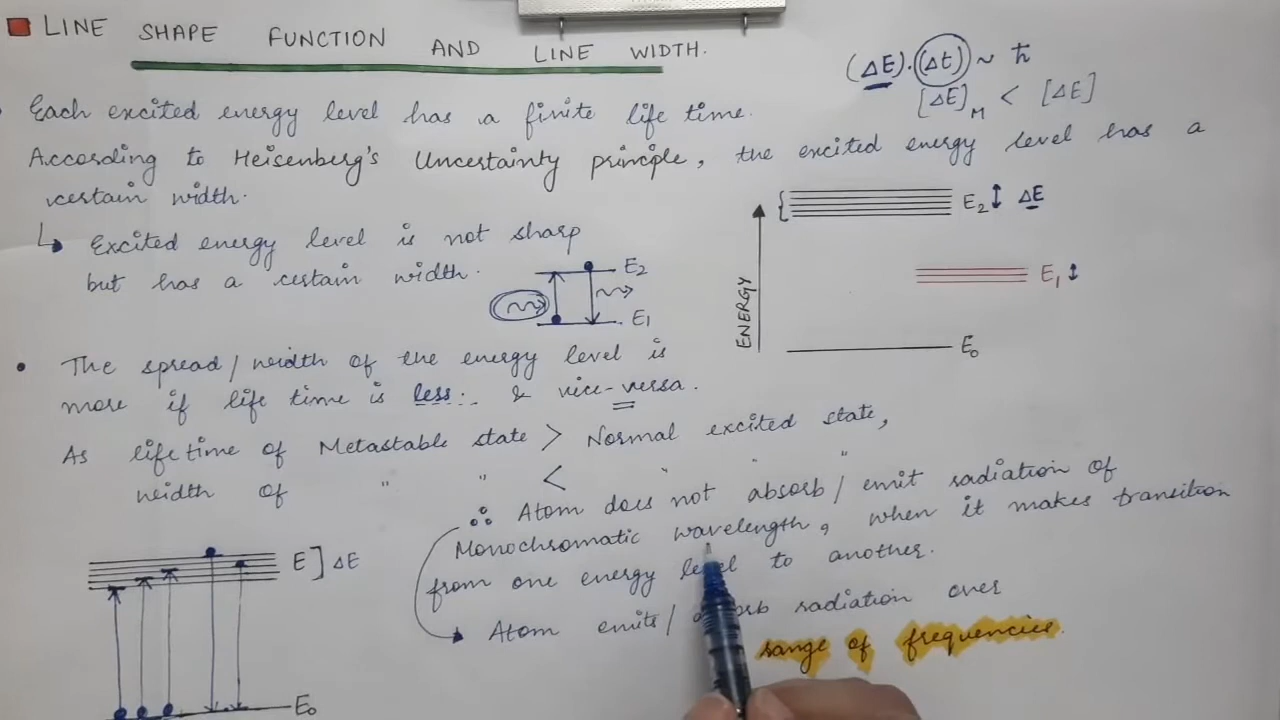 LINE SHAPE FUNCTION AND LINE WIDTH.
(ΔE).(Δt) ~ ħ
[ΔE]M < [ΔE]
Each excited energy level has a finite life time.
According to Heisenberg's Uncertainty principle, the excited energy level has a
certain width.
↳ Excited energy level is not sharp
but has a certain width.
E2
E1
ENERGY
E2 ↕ ΔE
E1 ↕
E0
• The spread/width of the energy level is
more if life time is less. & vice-versa.
As life time of Metastable state > Normal excited state,
width of " " < " " "
∴ Atom does not absorb/emit radiation of
Monochromatic wavelength, when it makes transition
from one energy level to another.
→ Atom emits/ radiation over
range of frequencies.
E ] ΔE
E0